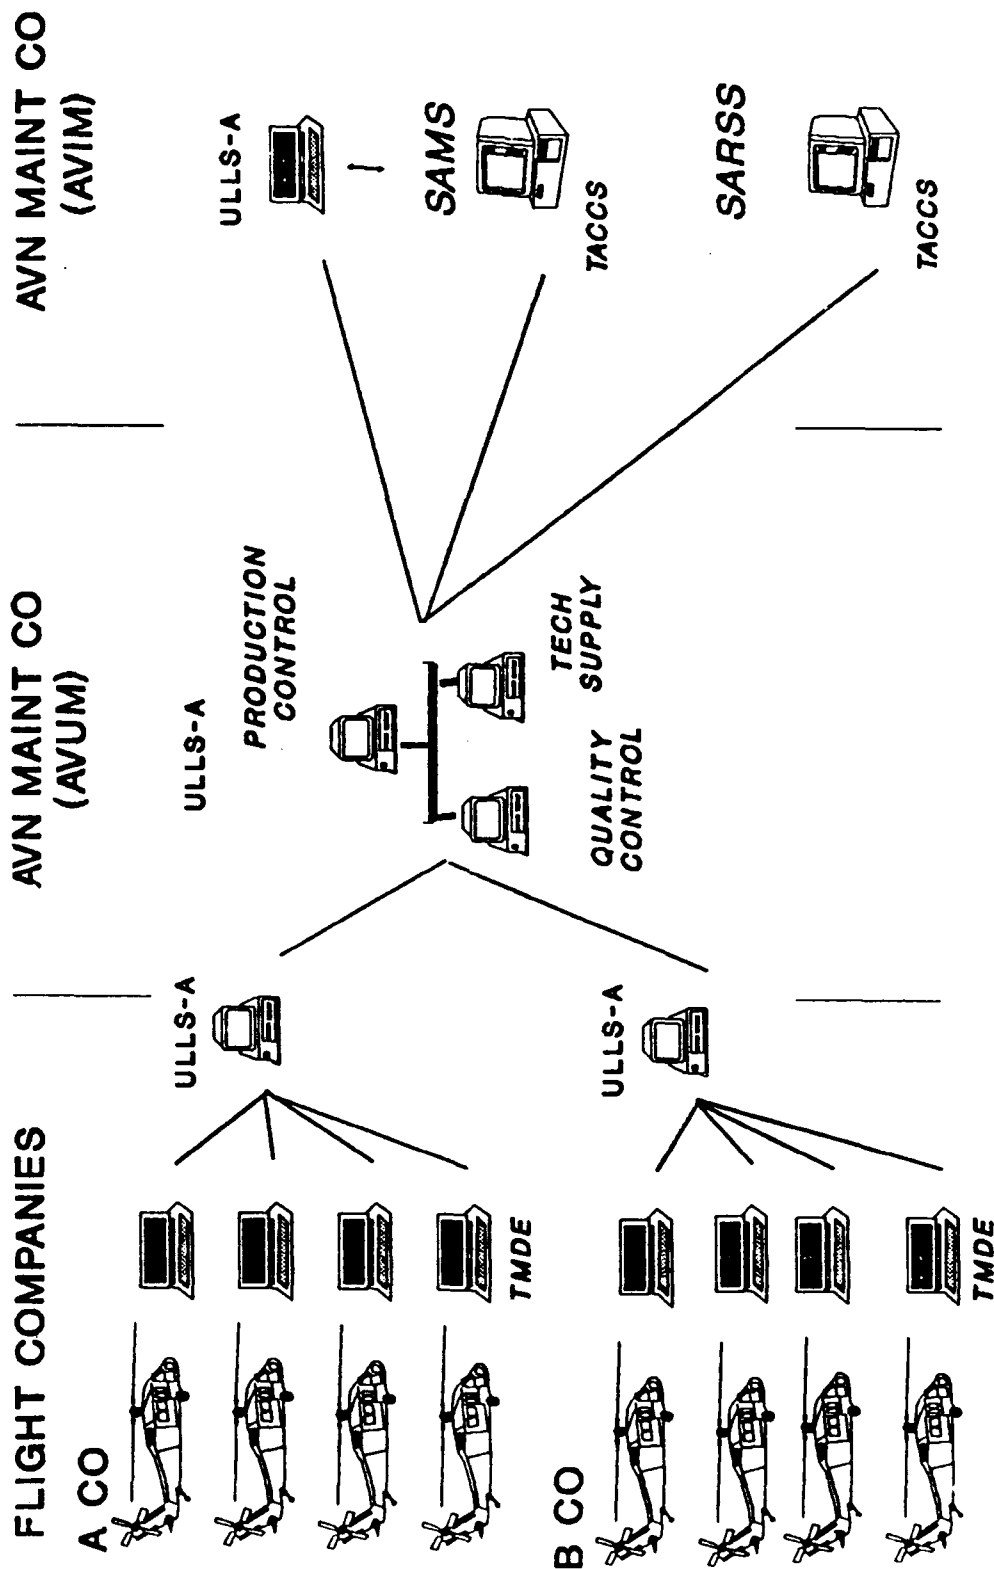 FLIGHT COMPANIES
AVN MAINT CO
(AVUM)
AVN MAINT CO
(AVIM)
A CO
ULLS-A
ULLS-A
ULLS-A
PRODUCTION
CONTROL
SAMS
TMDE
TECH
SUPPLY
TACCS
B CO
ULLS-A
QUALITY
CONTROL
SARSS
TMDE
TACCS